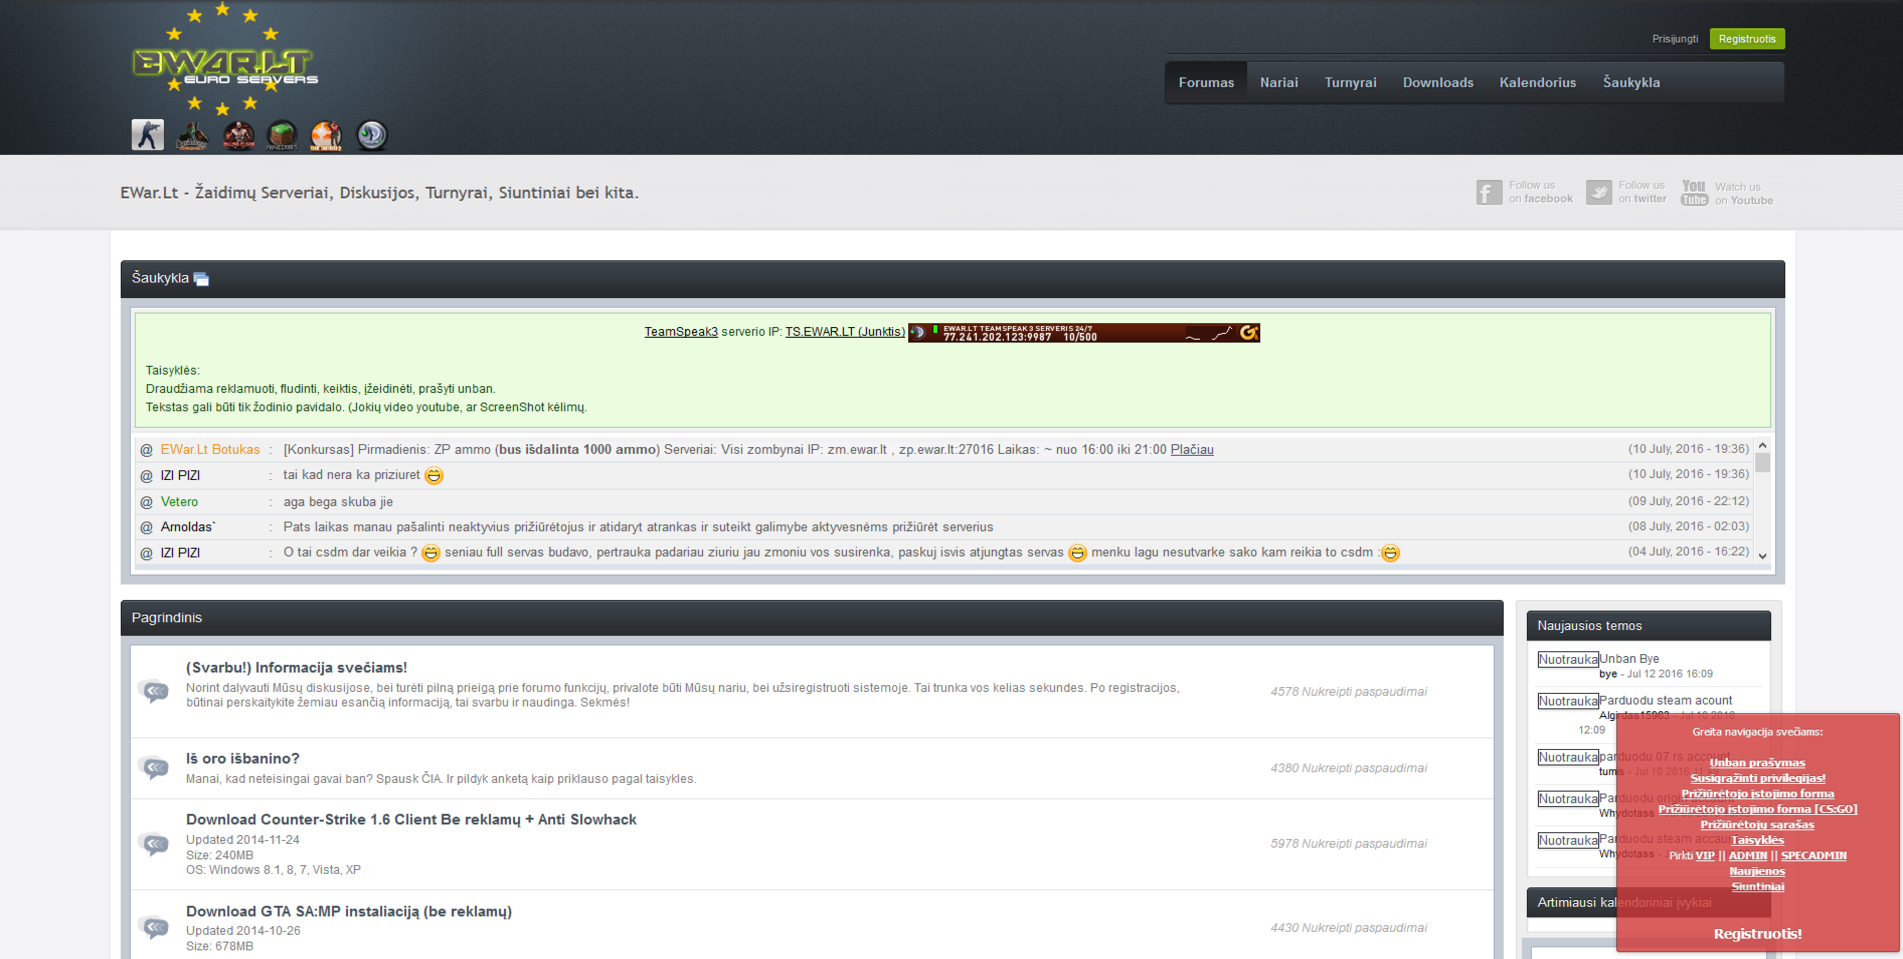 EWAR.LT
EURO SERVERS
Prisijungti
Registruotis
Forumas
Nariai
Turnyrai
Downloads
Kalendorius
Šaukykla
EWar.Lt - Žaidimų Serveriai, Diskusijos, Turnyrai, Siuntiniai bei kita.
Follow us
on facebook
Follow us
on twitter
You
Tube
Watch us
on Youtube
Šaukykla
TeamSpeak3 serverio IP: TS.EWAR.LT (Junktis)
EWAR.LT TEAMSPEAK 3 SERVERIS 24/7
77.241.202.123:9987 10/500
Taisyklės:
Draudžiama reklamuoti, fludinti, keiktis, įžeidinėti, prašyti unban.
Tekstas gali būti tik žodinio pavidalo. (Jokių video youtube, ar ScreenShot kėlimų.
@ EWar.Lt Botukas : [Konkursas] Pirmadienis: ZP ammo (bus išdalinta 1000 ammo) Serveriai: Visi zombynai IP: zm.ewar.lt , zp.ewar.lt:27016 Laikas: ~ nuo 16:00 iki 21:00 Plačiau (10 July, 2016 - 19:36)
@ IZI PIZI : tai kad nera ka priziuret (10 July, 2016 - 19:36)
@ Vetero : aga bega skuba jie (09 July, 2016 - 22:12)
@ Arnoldas` : Pats laikas manau pašalinti neaktyvius prižiūrėtojus ir atidaryt atrankas ir suteikt galimybe aktyvesnėms prižiūrėt serverius (08 July, 2016 - 02:03)
@ IZI PIZI : O tai csdm dar veikia ? seniau full servas budavo, pertrauka padariau ziuriu jau zmoniu vos susirenka, paskuj isvis atjungtas servas menku lagu nesutvarke sako kam reikia to csdm : (04 July, 2016 - 16:22)
Pagrindinis
(Svarbu!) Informacija svečiams!
Norint dalyvauti Mūsų diskusijose, bei turėti pilną prieigą prie forumo funkcijų, privalote būti Mūsų nariu, bei užsiregistruoti sistemoje. Tai trunka vos kelias sekundes. Po registracijos,
būtinai perskaitykite žemiau esančią informaciją, tai svarbu ir naudinga. Sekmės!
4578 Nukreipti paspaudimai
Iš oro išbanino?
Manai, kad neteisingai gavai ban? Spausk ČIA. Ir pildyk anketą kaip priklauso pagal taisykles.
4380 Nukreipti paspaudimai
Download Counter-Strike 1.6 Client Be reklamų + Anti Slowhack
Updated 2014-11-24
Size: 240MB
OS: Windows 8.1, 8, 7, Vista, XP
5978 Nukreipti paspaudimai
Download GTA SA:MP instaliaciją (be reklamų)
Updated 2014-10-26
Size: 678MB
4430 Nukreipti paspaudimai
Naujausios temos
Nuotrauka Unban Bye
bye - Jul 12 2016 16:09
Nuotrauka Parduodu steam acount
Algirdas15963 - Jul 10 2016
12:09
Nuotrauka parduodu 07 rs account
tumis - Jul 10 2016
Nuotrauka Parduodu origin account
Whydotass
Nuotrauka Parduodu steam accaunt
Whydotass
Artimiausi kalendoriniai įvykiai
Greita navigacija svečiams:
Unban prašymas
Susigrąžinti privilegijas!
Prižiūrėtojo įstojimo forma
Prižiūrėtojo įstojimo forma [CS:GO]
Prižiūrėtojų sąrašas
Taisyklės
Pirkti VIP || ADMIN || SPECADMIN
Naujienos
Siuntiniai
Registruotis!